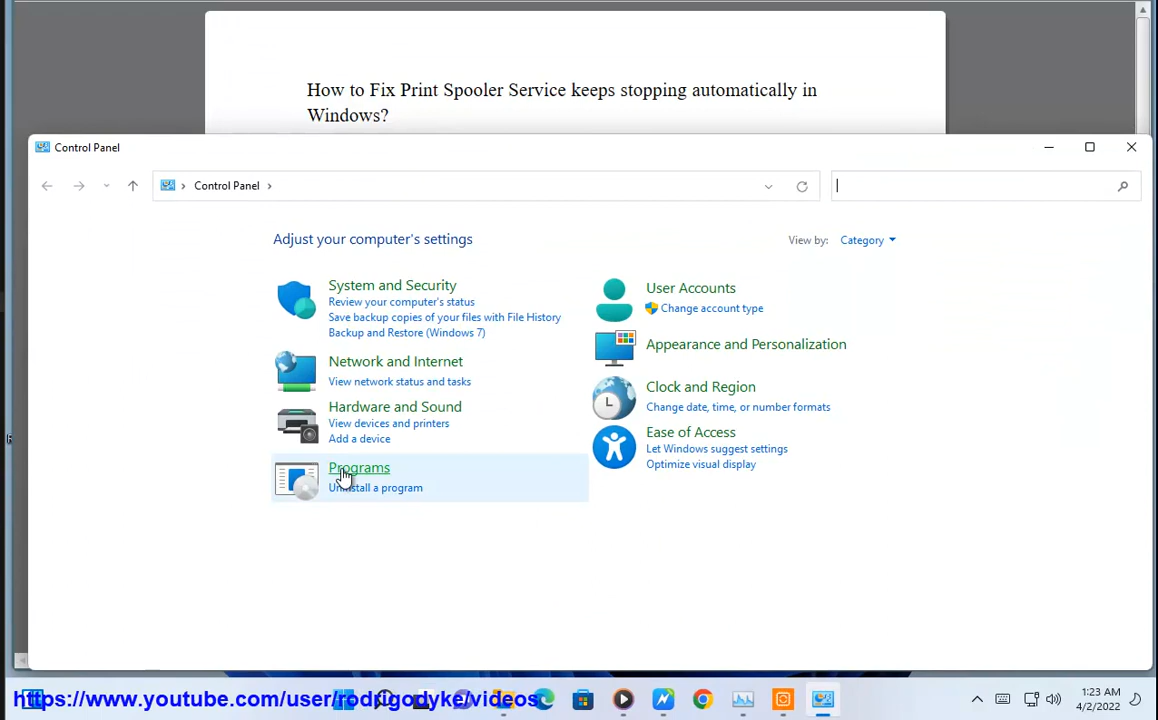 How to Fix Print Spooler Service keeps stopping automatically in
Windows?
Control Panel
Control Panel
Adjust your computer's settings
View by:
Category
System and Security
Review your computer's status
Save backup copies of your files with File History
Backup and Restore (Windows 7)
Network and Internet
View network status and tasks
Hardware and Sound
View devices and printers
Add a device
Programs
Uninstall a program
User Accounts
Change account type
Appearance and Personalization
Clock and Region
Change date, time, or number formats
Ease of Access
Let Windows suggest settings
Optimize visual display
https://www.youtube.com/user/rodrigodyke/videos
1:23 AM
4/2/2022